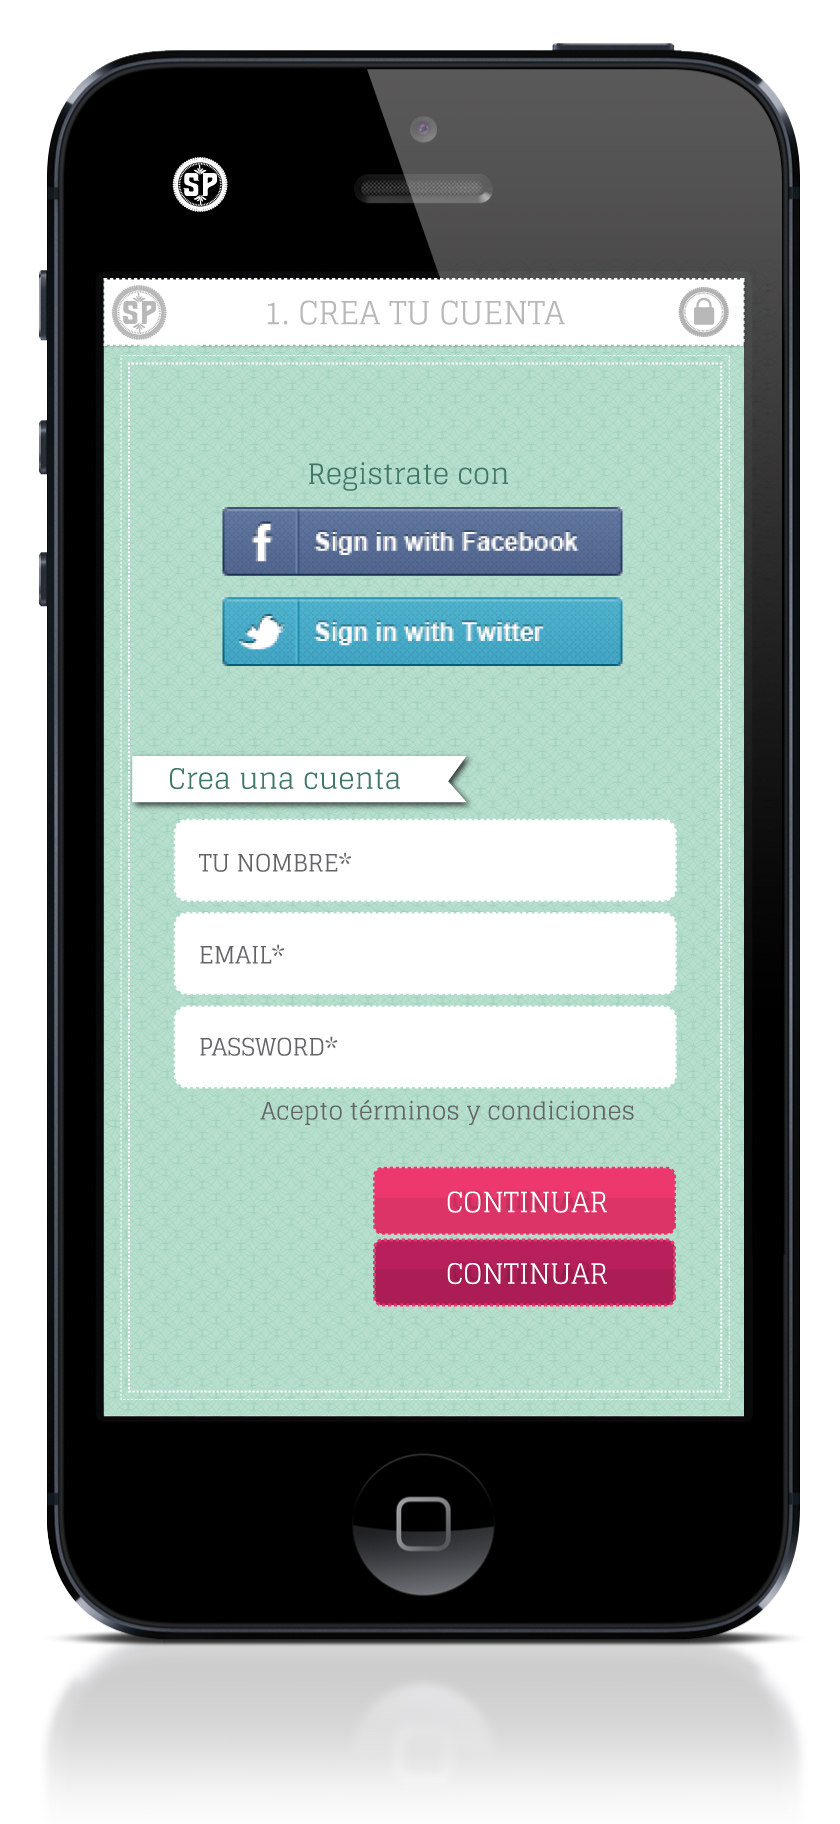 SP
SP
1. CREA TU CUENTA
Registrate con
f
Sign in with Facebook
Sign in with Twitter
Crea una cuenta
TU NOMBRE*
EMAIL*
PASSWORD*
Acepto términos y condiciones
CONTINUAR
CONTINUAR